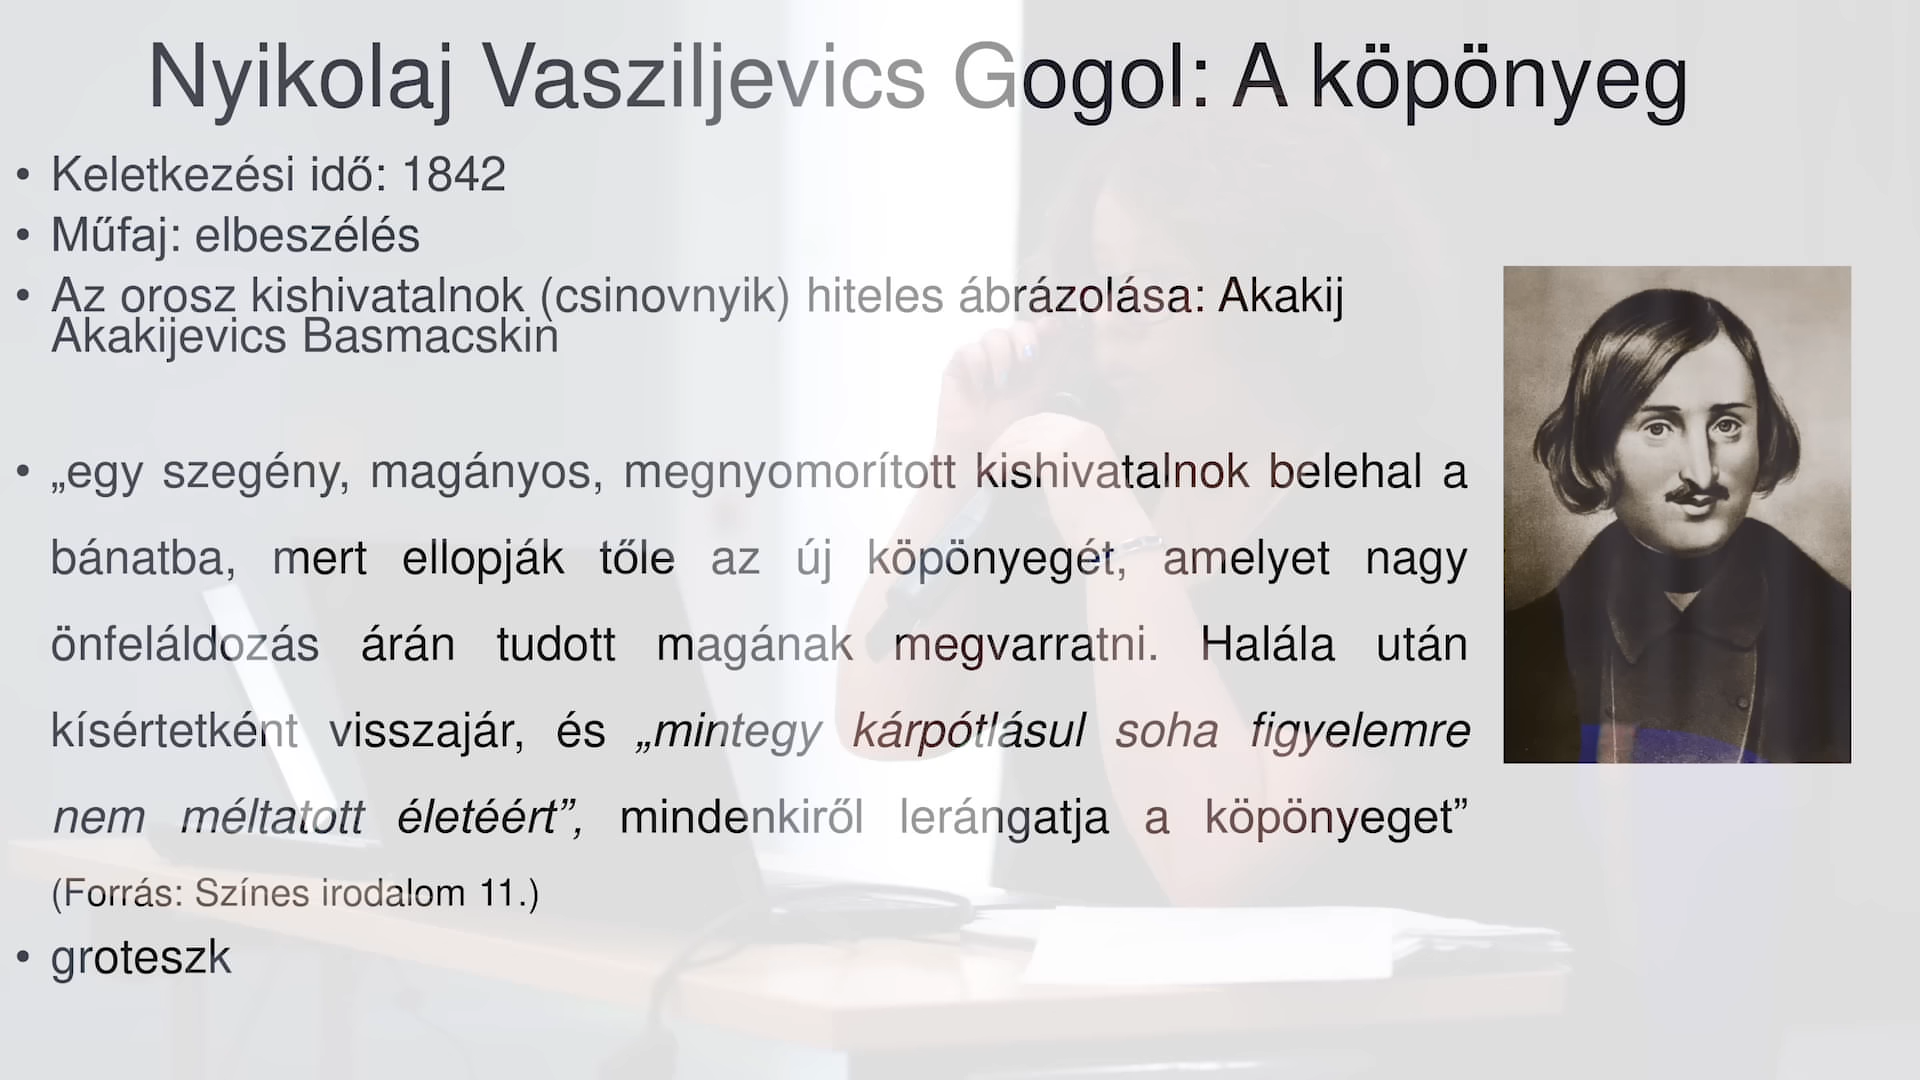 Nyikolaj Vasziljevics Gogol: A köpönyeg
• Keletkezési idő: 1842
• Műfaj: elbeszélés
• Az orosz kishivatalnok (csinovnyik) hiteles ábrázolása: Akakij
Akakijevics Basmacskin
• „egy szegény, magányos, megnyomorított kishivatalnok belehal a
bánatba, mert ellopják tőle az új köpönyegét, amelyet nagy
önfeláldozás árán tudott magának megvarratni. Halála után
kísértetként visszajár, és „mintegy kárpótlásul soha figyelemre
nem méltatott életéért”, mindenkiről lerángatja a köpönyeget”
(Forrás: Színes irodalom 11.)
• groteszk